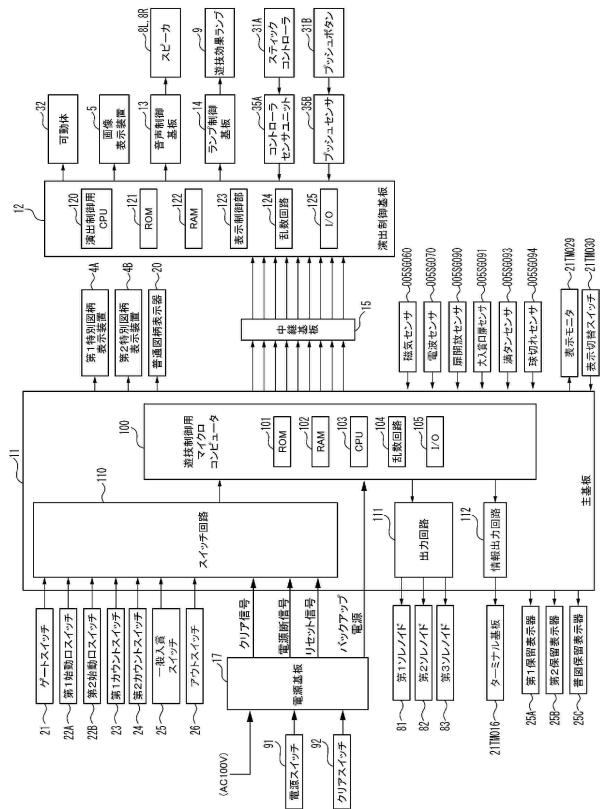 11
主基板
ゲートスイッチ
21
第1始動口スイッチ
22A
第2始動口スイッチ
22B
第1カウントスイッチ
23
第2カウントスイッチ
24
一般入賞
スイッチ
25
アウトスイッチ
26
110
スイッチ回路
100
遊技制御用
マイクロ
コンピュータ
101
ROM
102
RAM
103
CPU
104
乱数回路
105
I/O
クリア信号
電源断信号
リセット信号
バックアップ
電源
17
電源基板
(AC100V)
91
電源スイッチ
92
クリアスイッチ
111
出力回路
112
情報出力回路
第1ソレノイド
81
第2ソレノイド
82
第3ソレノイド
83
ターミナル基板
21TM016
第1保留表示器
25A
第2保留表示器
25B
普図保留表示器
25C
第1特別図柄
表示装置
4A
第2特別図柄
表示装置
4B
普通図柄表示器
20
中継基板
15
磁気センサ
005SG060
電波センサ
005SG070
扉開放センサ
005SG090
大入賞口扉センサ
005SG091
満タンセンサ
005SG093
球切れセンサ
005SG094
表示モニタ
21TM029
表示切替スイッチ
21TM030
12
演出制御基板
120
演出制御用
CPU
121
ROM
122
RAM
123
表示制御部
124
乱数回路
125
I/O
可動体
32
画像
表示装置
5
音声制御
基板
13
スピーカ
8L,8R
ランプ制御
基板
14
遊技効果ランプ
9
コントローラ
センサユニット
35A
スティック
コントローラ
31A
プッシュセンサ
35B
プッシュボタン
31B